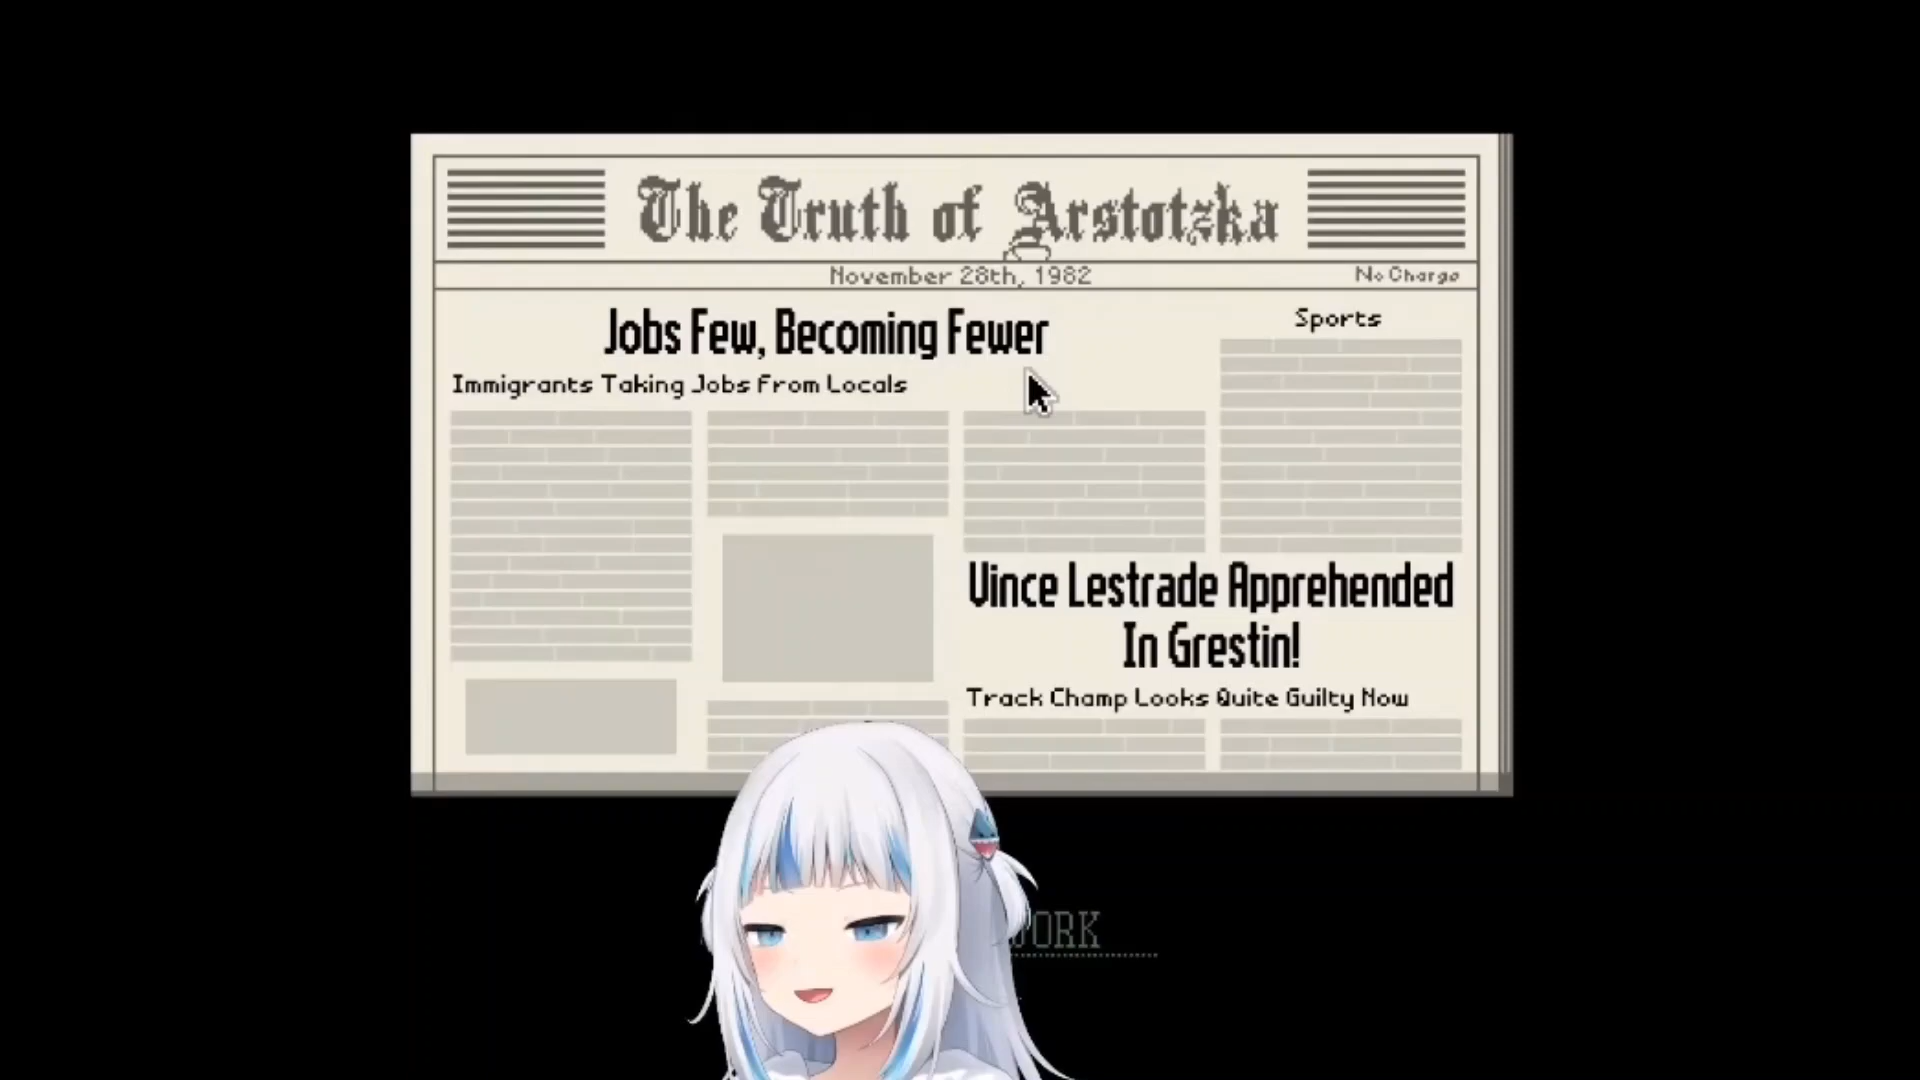 The Truth of Arstotzka
November 28th, 1982
No Charge
Jobs Few, Becoming Fewer
Immigrants Taking Jobs From Locals
Sports
Vince Lestrade Apprehended
In Grestin!
Track Champ Looks Quite Guilty Now
ORK